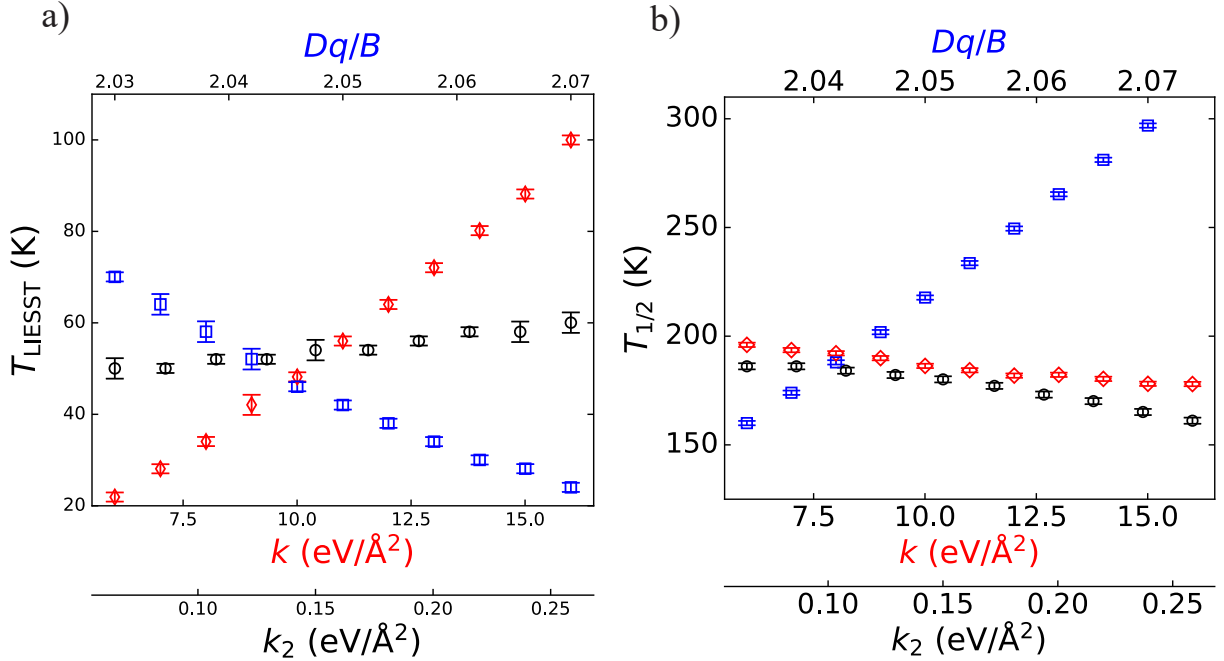 a)
Dq/B
2.03 2.04 2.05 2.06 2.07
100
80
60
40
20
T_LIESST (K)
7.5 10.0 12.5 15.0
k (eV/Å²)
0.10 0.15 0.20 0.25
k₂ (eV/Å²)
b)
Dq/B
2.04 2.05 2.06 2.07
300
250
200
150
T_1/2 (K)
7.5 10.0 12.5 15.0
k (eV/Å²)
0.10 0.15 0.20 0.25
k₂ (eV/Å²)